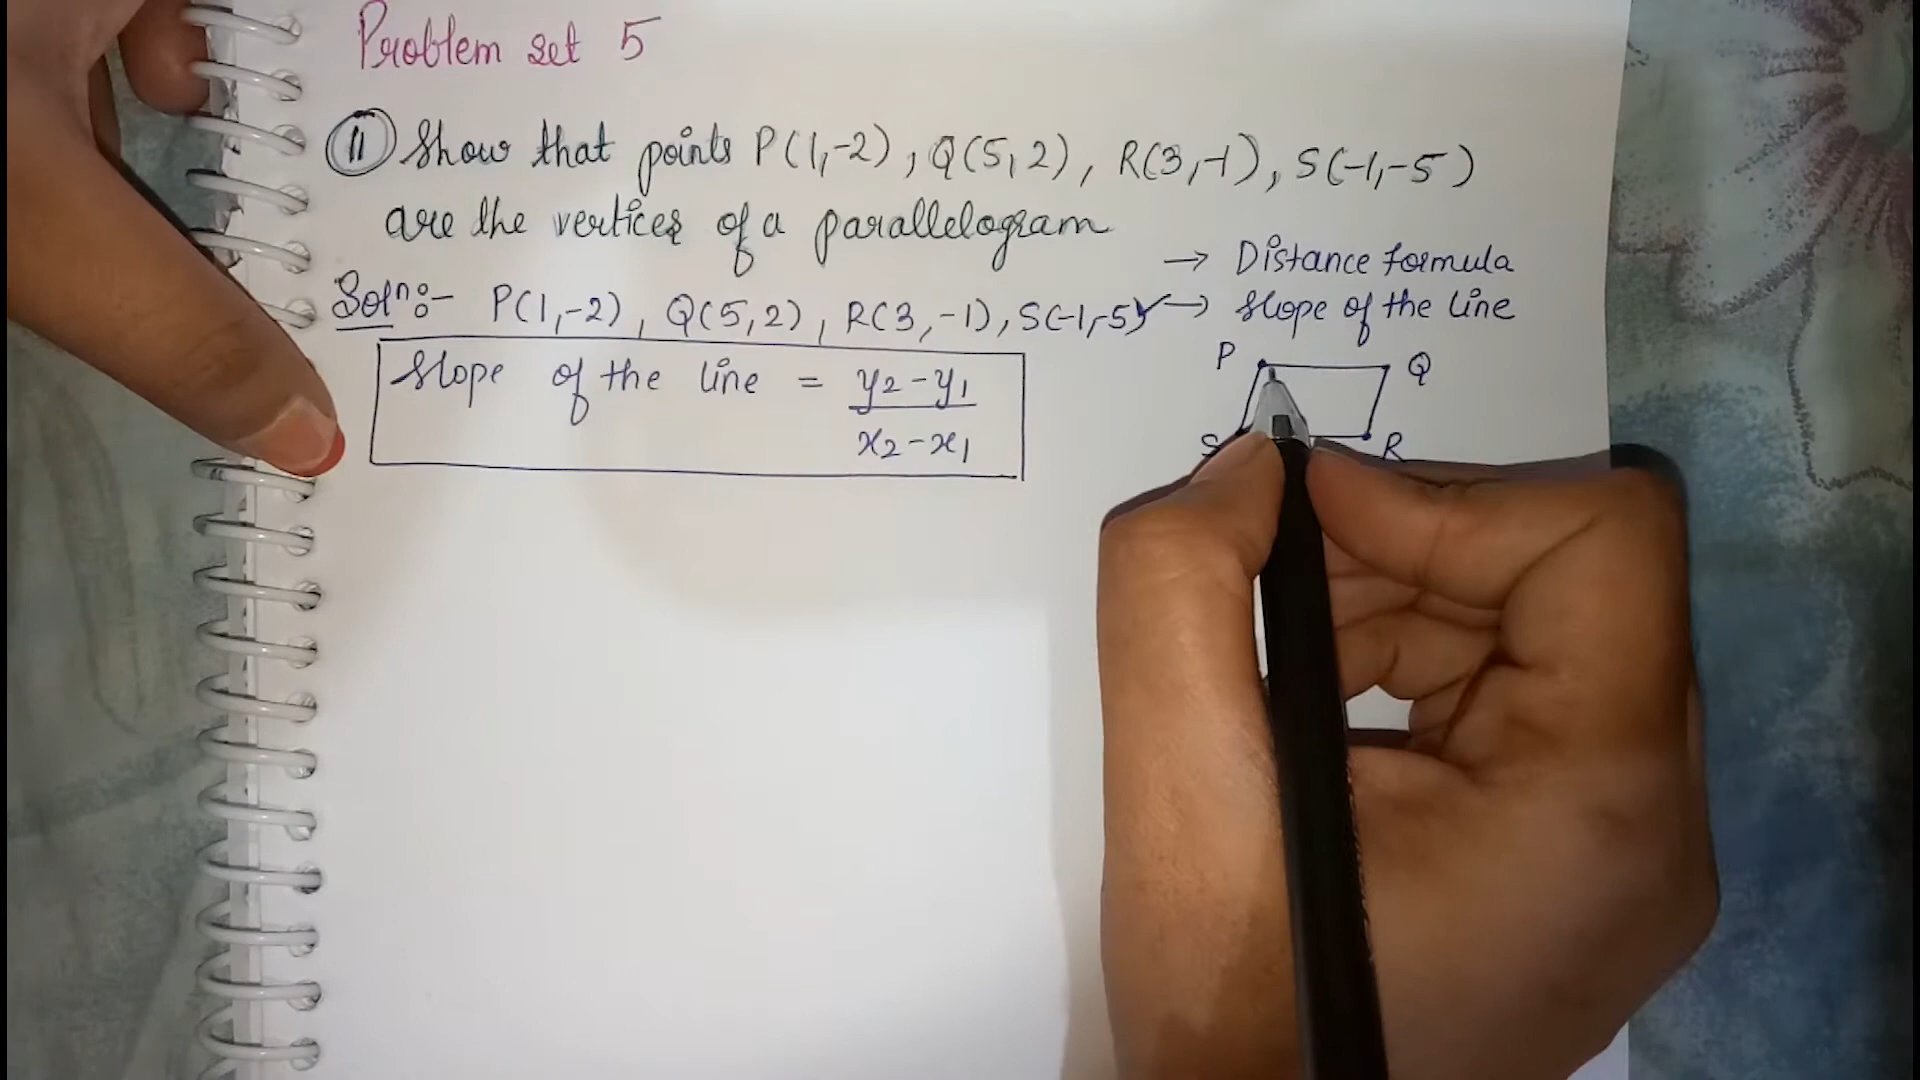 Problem set 5
11 Show that points P(1,-2), Q(5,2), R(3,-1), S(-1,-5)
are the vertices of a parallelogram
→ Distance formula
Solⁿ:- P(1,-2), Q(5,2), R(3,-1), S(-1,-5)
✓→ Slope of the line
Slope of the line = y₂-y₁
x₂-x₁
P Q
S R